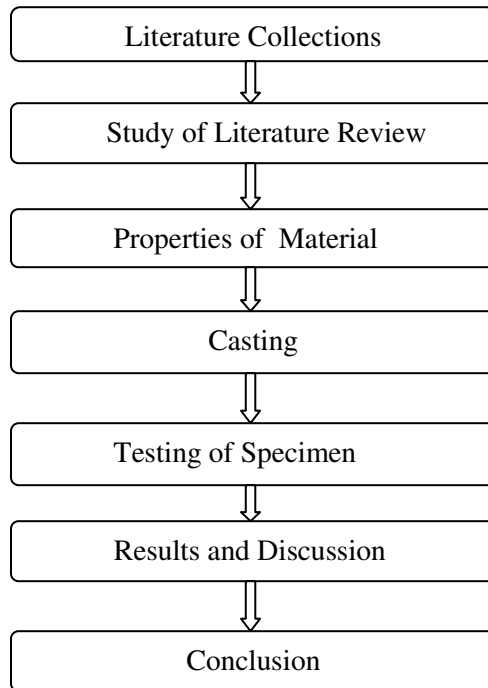 Literature Collections
Study of Literature Review
Properties of Material
Casting
Testing of Specimen
Results and Discussion
Conclusion